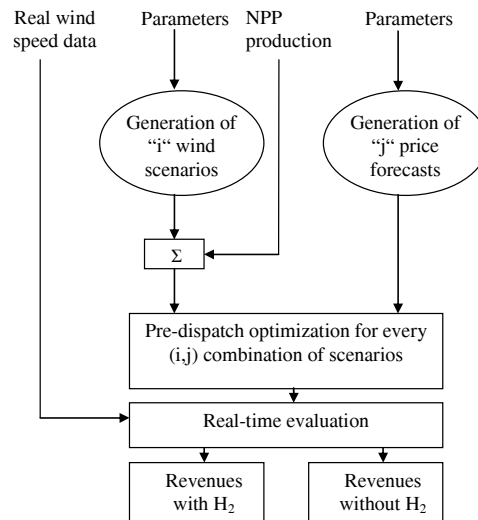 Real wind
speed data
Parameters
NPP
production
Parameters
Generation of
“i“ wind
scenarios
Generation of
“j“ price
forecasts
Σ
Pre-dispatch optimization for every
(i,j) combination of scenarios
Real-time evaluation
Revenues
with H₂
Revenues
without H₂